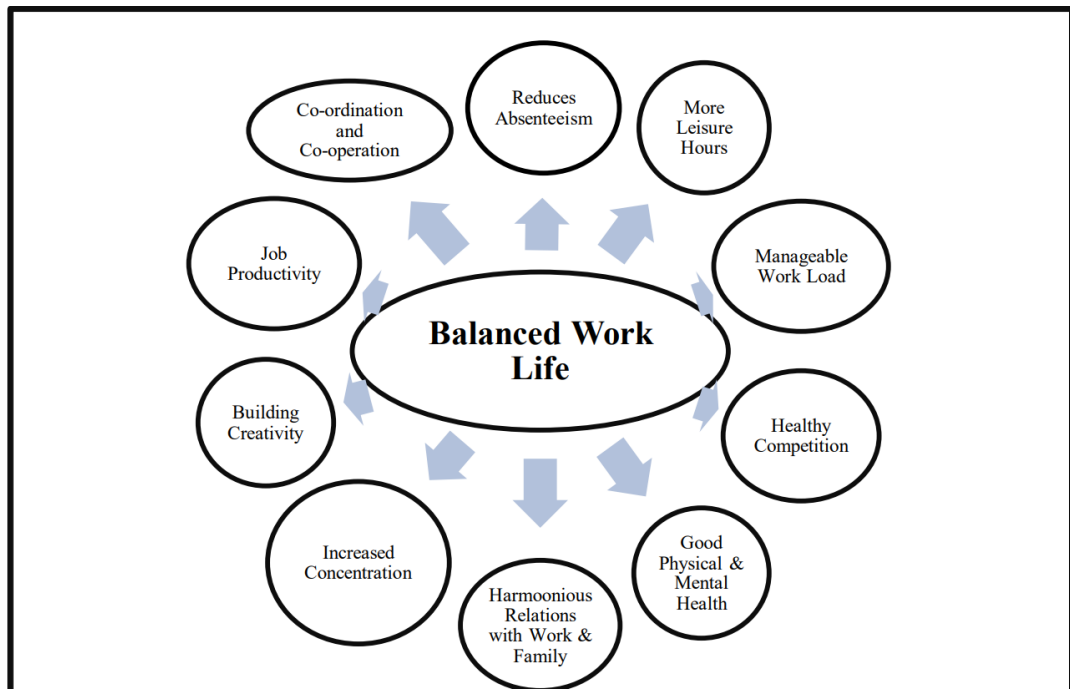 Reduces
Absenteeism
More
Leisure
Hours
Manageable
Work Load
Healthy
Competition
Good
Physical &
Mental
Health
Harmoonious
Relations
with Work &
Family
Increased
Concentration
Building
Creativity
Job
Productivity
Co-ordination
and
Co-operation
Balanced Work
Life